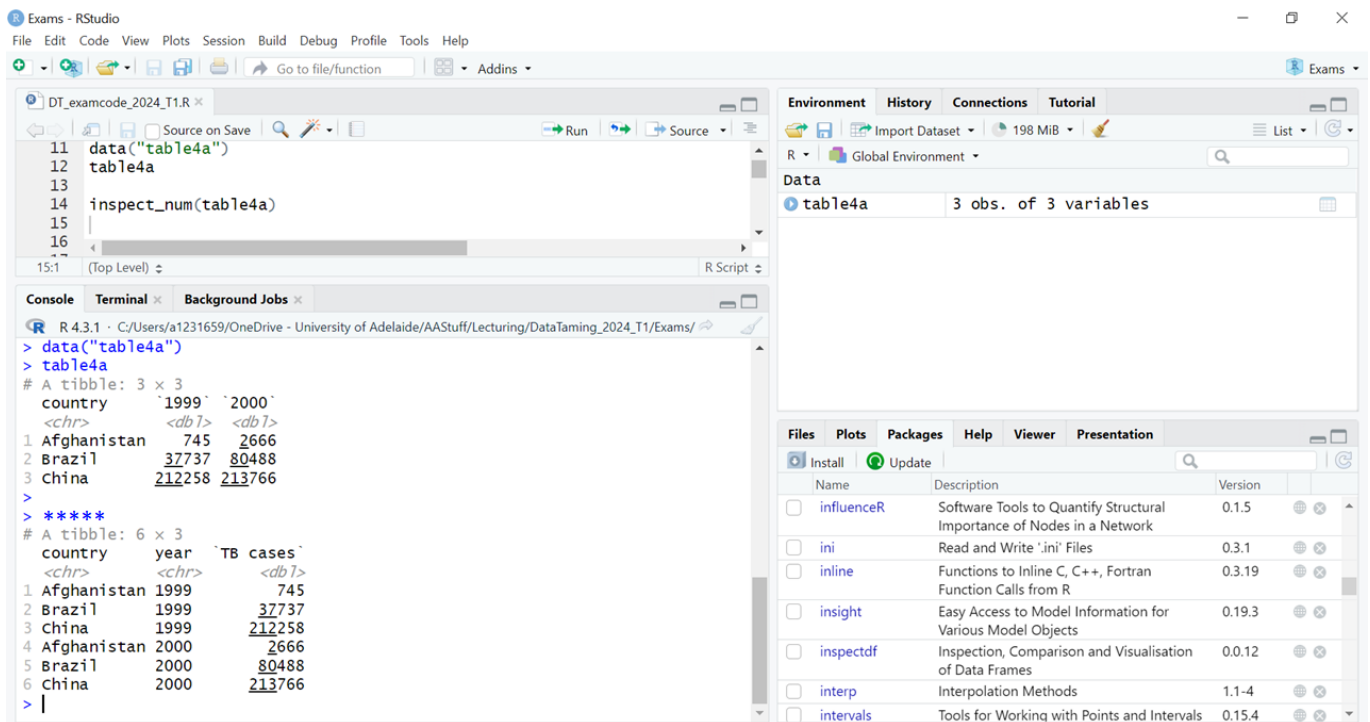 Exams - RStudio
File Edit Code View Plots Session Build Debug Profile Tools Help
Go to file/function Addins Exams
DT_examcode_2024_T1.R
Source on Save Run Source
11 data("table4a")
12 table4a
13
14 inspect_num(table4a)
15
16
15:1 (Top Level) R Script
Console Terminal Background Jobs
R 4.3.1 · C:/Users/a1231659/OneDrive - University of Adelaide/AAStuff/Lecturing/DataTaming_2024_T1/Exams/
> data("table4a")
> table4a
# A tibble: 3 × 3
country `1999` `2000`
<chr> <dbl> <dbl>
1 Afghanistan 745 2666
2 Brazil 37737 80488
3 China 212258 213766
>
> *****
# A tibble: 6 × 3
country year `TB cases`
<chr> <chr> <dbl>
1 Afghanistan 1999 745
2 Brazil 1999 37737
3 China 1999 212258
4 Afghanistan 2000 2666
5 Brazil 2000 80488
6 China 2000 213766
>
Environment History Connections Tutorial
Import Dataset 198 MiB List
R Global Environment
Data
table4a 3 obs. of 3 variables
Files Plots Packages Help Viewer Presentation
Install Update
Name Description Version
influenceR Software Tools to Quantify Structural 0.1.5
Importance of Nodes in a Network
ini Read and Write '.ini' Files 0.3.1
inline Functions to Inline C, C++, Fortran 0.3.19
Function Calls from R
insight Easy Access to Model Information for 0.19.3
Various Model Objects
inspectdf Inspection, Comparison and Visualisation 0.0.12
of Data Frames
interp Interpolation Methods 1.1-4
intervals Tools for Working with Points and Intervals 0.15.4